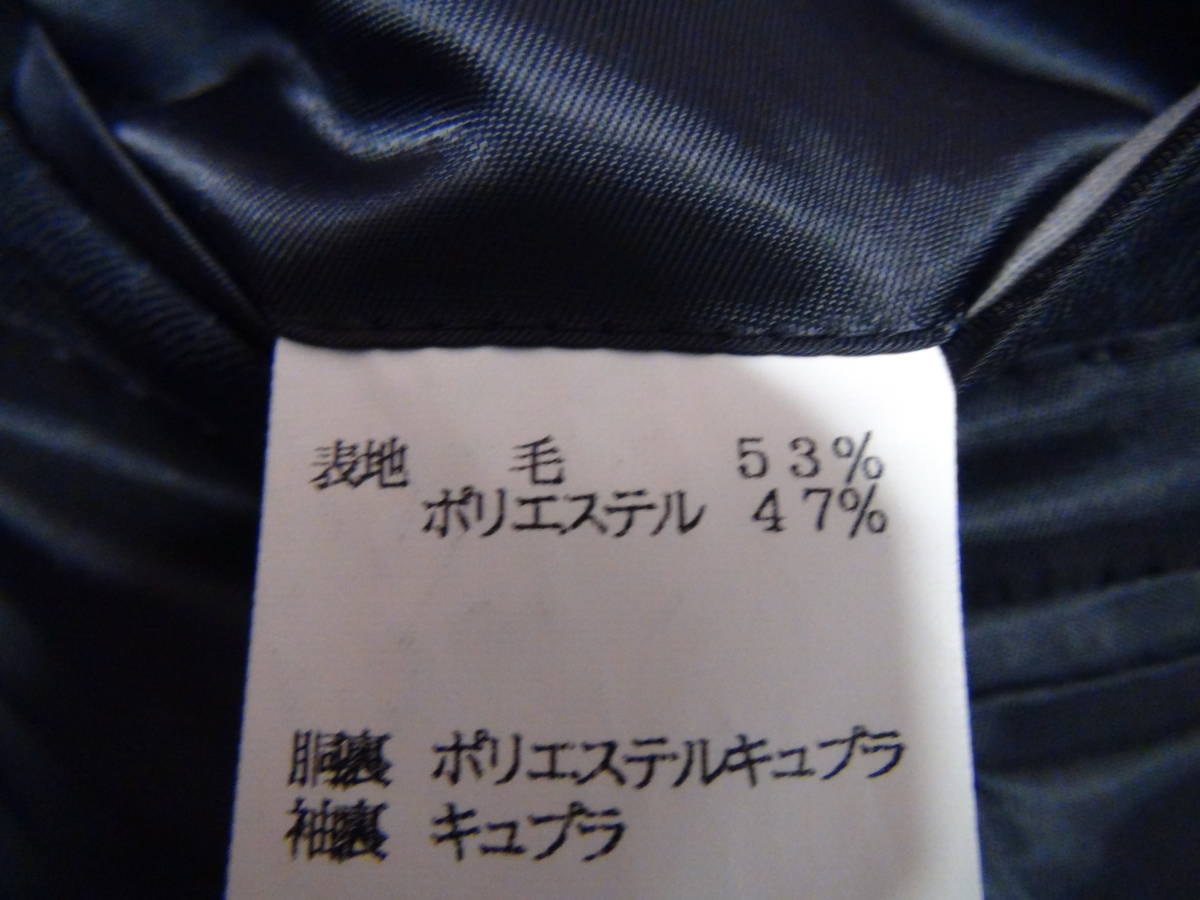 表地 毛 53%
ポリエステル 47%
胴裏 ポリエステルキュプラ
袖裏 キュプラ